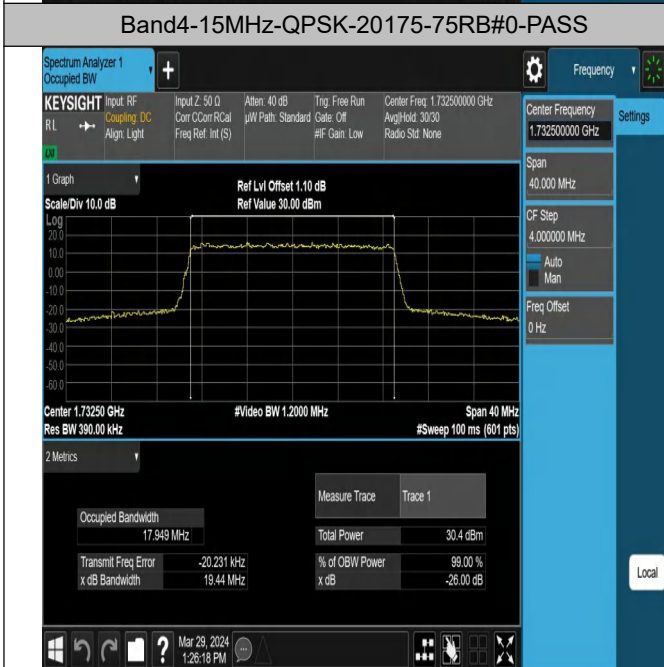 Band4-15MHz-QPSK-20175-75RB#0-PASS
Spectrum Analyzer 1
Occupied BW
Frequency
KEYSIGHT
RL
Input: RF
Coupling: DC
Align: Light
Input Z: 50 Ω
Corr CCorr RCal
Freq Ref: Int (S)
Atten: 40 dB
µW Path: Standard
Trig: Free Run
Gate: Off
#IF Gain: Low
Center Freq: 1.732500000 GHz
Avg|Hold: 30/30
Radio Std: None
Center Frequency
1.732500000 GHz
Settings
Span
40.000 MHz
CF Step
4.000000 MHz
Auto
Man
Freq Offset
0 Hz
1 Graph
Scale/Div 10.0 dB
Ref Lvl Offset 1.10 dB
Ref Value 30.00 dBm
Log
20.0
10.0
0.00
-10.0
-20.0
-30.0
-40.0
-50.0
-60.0
Center 1.73250 GHz
#Video BW 1.2000 MHz
Span 40 MHz
Res BW 390.00 kHz
#Sweep 100 ms (601 pts)
2 Metrics
Measure Trace
Trace 1
Occupied Bandwidth
17.949 MHz
Total Power
30.4 dBm
Transmit Freq Error
-20.231 kHz
% of OBW Power
99.00 %
x dB Bandwidth
19.44 MHz
x dB
-26.00 dB
Local
Mar 29, 2024
1:26:18 PM